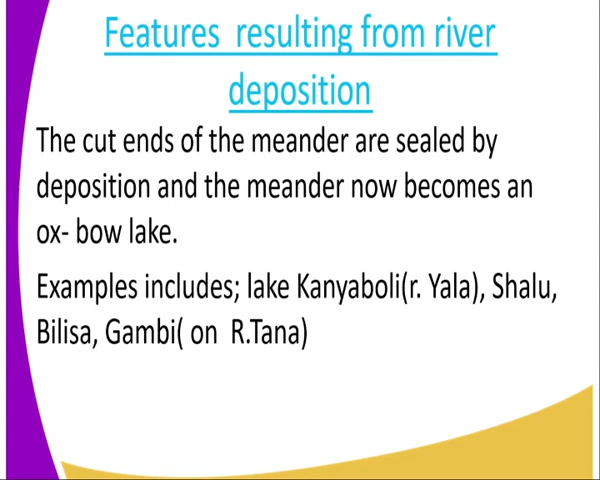 Features resulting from river
deposition
The cut ends of the meander are sealed by
deposition and the meander now becomes an
ox- bow lake.
Examples includes; lake Kanyaboli(r. Yala), Shalu,
Bilisa, Gambi( on R.Tana)